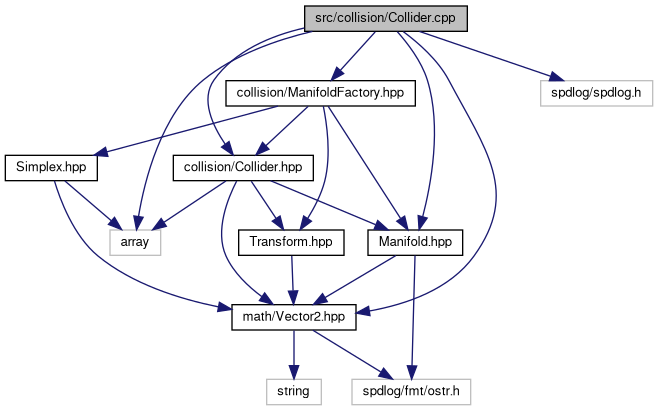 src/collision/Collider.cpp
collision/ManifoldFactory.hpp
spdlog/spdlog.h
Simplex.hpp
collision/Collider.hpp
array
Transform.hpp
Manifold.hpp
math/Vector2.hpp
string
spdlog/fmt/ostr.h